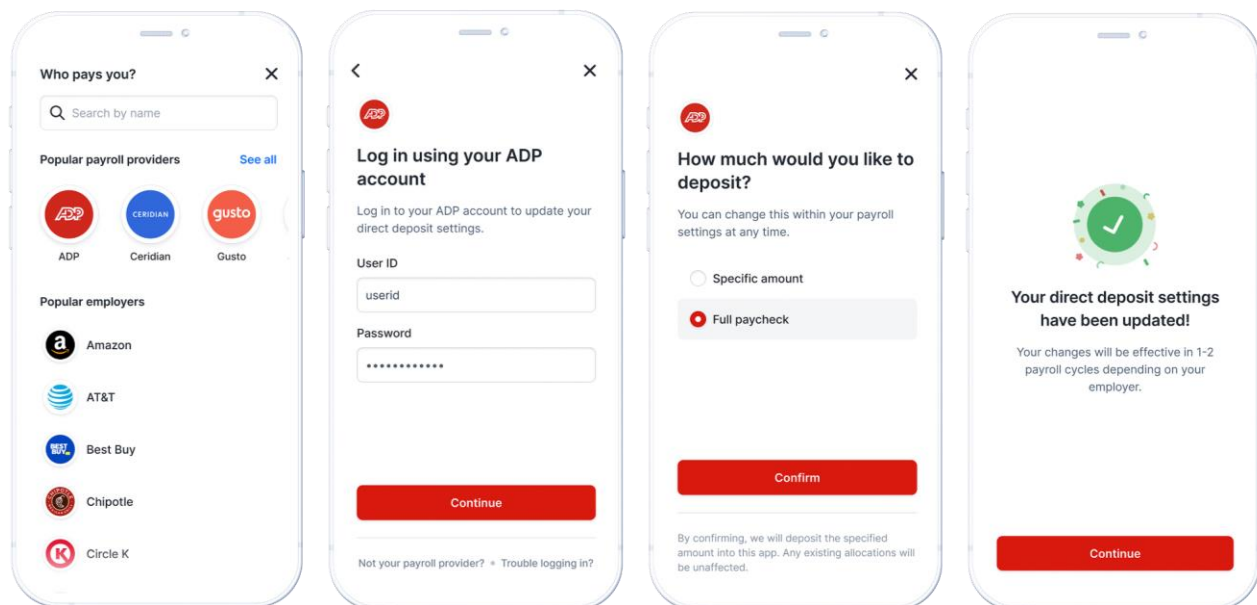 Who pays you?
Search by name
Popular payroll providers
See all
ADP
CERIDIAN
gusto
ADP
Ceridian
Gusto
Popular employers
a
Amazon
AT&T
BEST BUY
Best Buy
Chipotle
K
Circle K
ADP
Log in using your ADP
account
Log in to your ADP account to update your
direct deposit settings.
User ID
userid
Password
Continue
Not your payroll provider?
Trouble logging in?
ADP
How much would you like to
deposit?
You can change this within your payroll
settings at any time.
Specific amount
Full paycheck
Confirm
By confirming, we will deposit the specified
amount into this app. Any existing allocations will
be unaffected.
Your direct deposit settings
have been updated!
Your changes will be effective in 1-2
payroll cycles depending on your
employer.
Continue